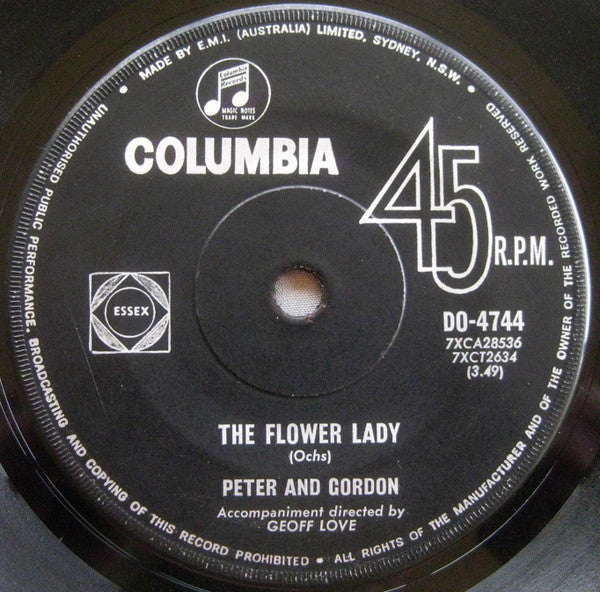 • MADE BY E.M.I. (AUSTRALIA) LIMITED, SYDNEY, N.S.W. •
Columbia
Records
MAGIC NOTES
TRADE MARK
COLUMBIA
45
R.P.M.
ESSEX
DO-4744
7XCA28536
7XCT2634
(3.49)
THE FLOWER LADY
(Ochs)
PETER AND GORDON
Accompaniment directed by
GEOFF LOVE
UNAUTHORISED PUBLIC PERFORMANCE, BROADCASTING AND COPYING OF THIS RECORD PROHIBITED • ALL RIGHTS OF THE MANUFACTURER AND OF THE OWNER OF THE RECORDED WORK RESERVED